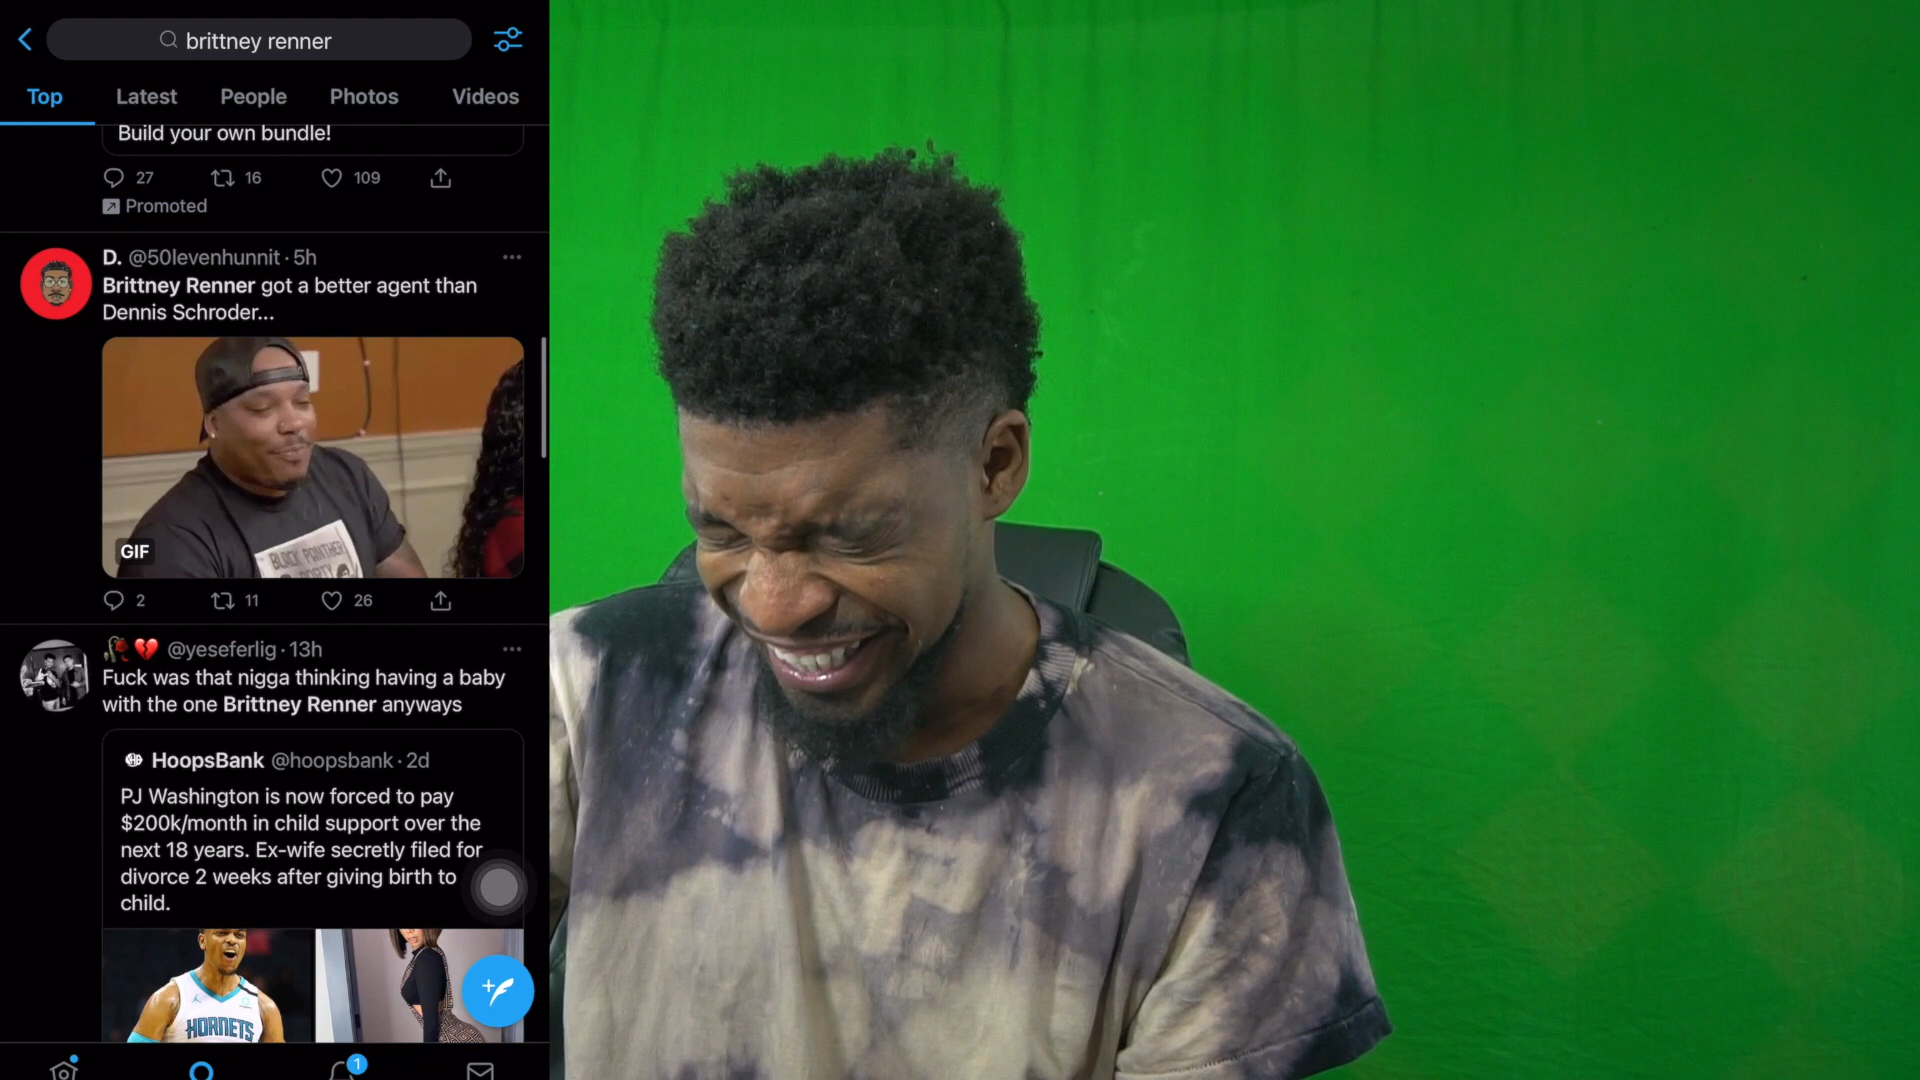 brittney renner
Top Latest People Photos Videos
Build your own bundle!
27 16 109
Promoted
D. @50levenhunnit · 5h
Brittney Renner got a better agent than
Dennis Schroder...
BLACK PANTHER
PARTY
GIF
2 11 26
@yeseferlig · 13h
Fuck was that nigga thinking having a baby
with the one Brittney Renner anyways
HoopsBank @hoopsbank · 2d
PJ Washington is now forced to pay
$200k/month in child support over the
next 18 years. Ex-wife secretly filed for
divorce 2 weeks after giving birth to
child.
HORNETS
1